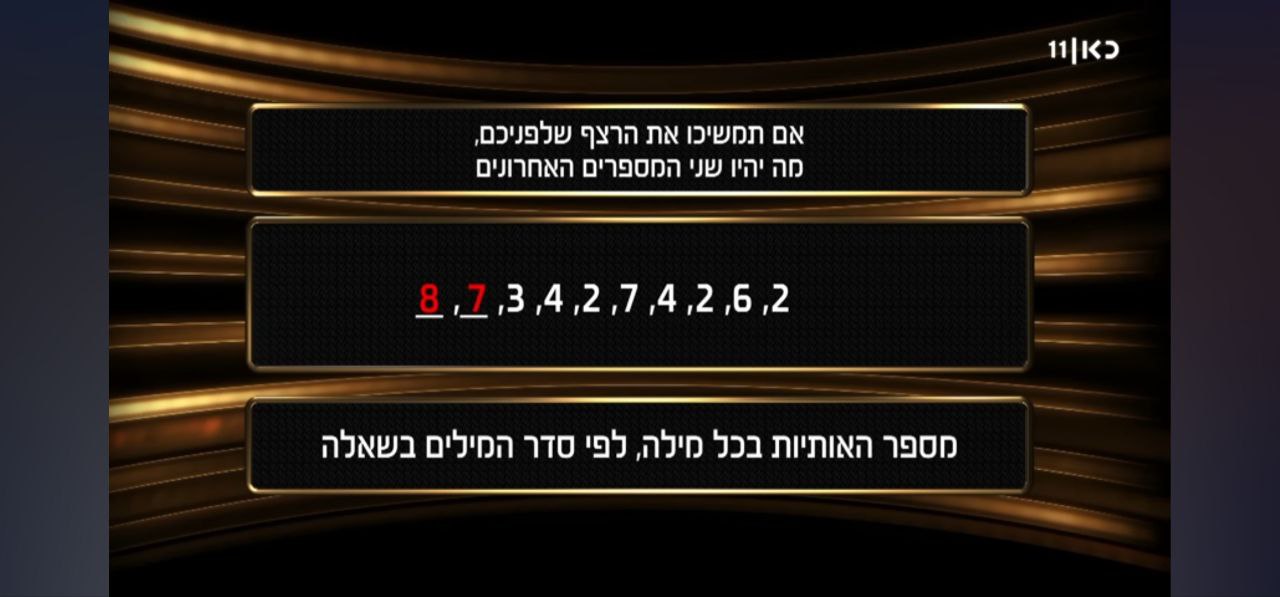 כאן|11
אם תמשיכו את הרצף שלפניכם,
מה יהיו שני המספרים האחרונים
2, 6, 2, 4, 7, 2, 4, 3, 7, 8
מספר האותיות בכל מילה, לפי סדר המילים בשאלה